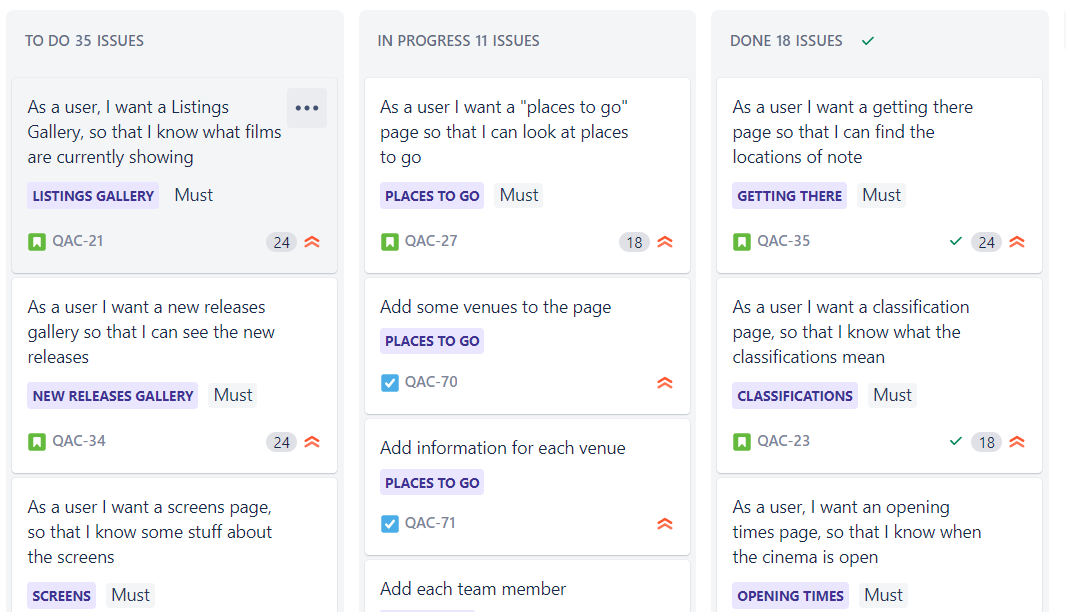 TO DO 35 ISSUES
As a user, I want a Listings
Gallery, so that I know what films
are currently showing
LISTINGS GALLERY Must
QAC-21 24
As a user I want a new releases
gallery so that I can see the new
releases
NEW RELEASES GALLERY Must
QAC-34 24
As a user I want a screens page,
so that I know some stuff about
the screens
SCREENS Must
IN PROGRESS 11 ISSUES
As a user I want a "places to go"
page so that I can look at places
to go
PLACES TO GO Must
QAC-27 18
Add some venues to the page
PLACES TO GO
QAC-70
Add information for each venue
PLACES TO GO
QAC-71
Add each team member
DONE 18 ISSUES
As a user I want a getting there
page so that I can find the
locations of note
GETTING THERE Must
QAC-35 24
As a user I want a classification
page, so that I know what the
classifications mean
CLASSIFICATIONS Must
QAC-23 18
As a user, I want an opening
times page, so that I know when
the cinema is open
OPENING TIMES Must